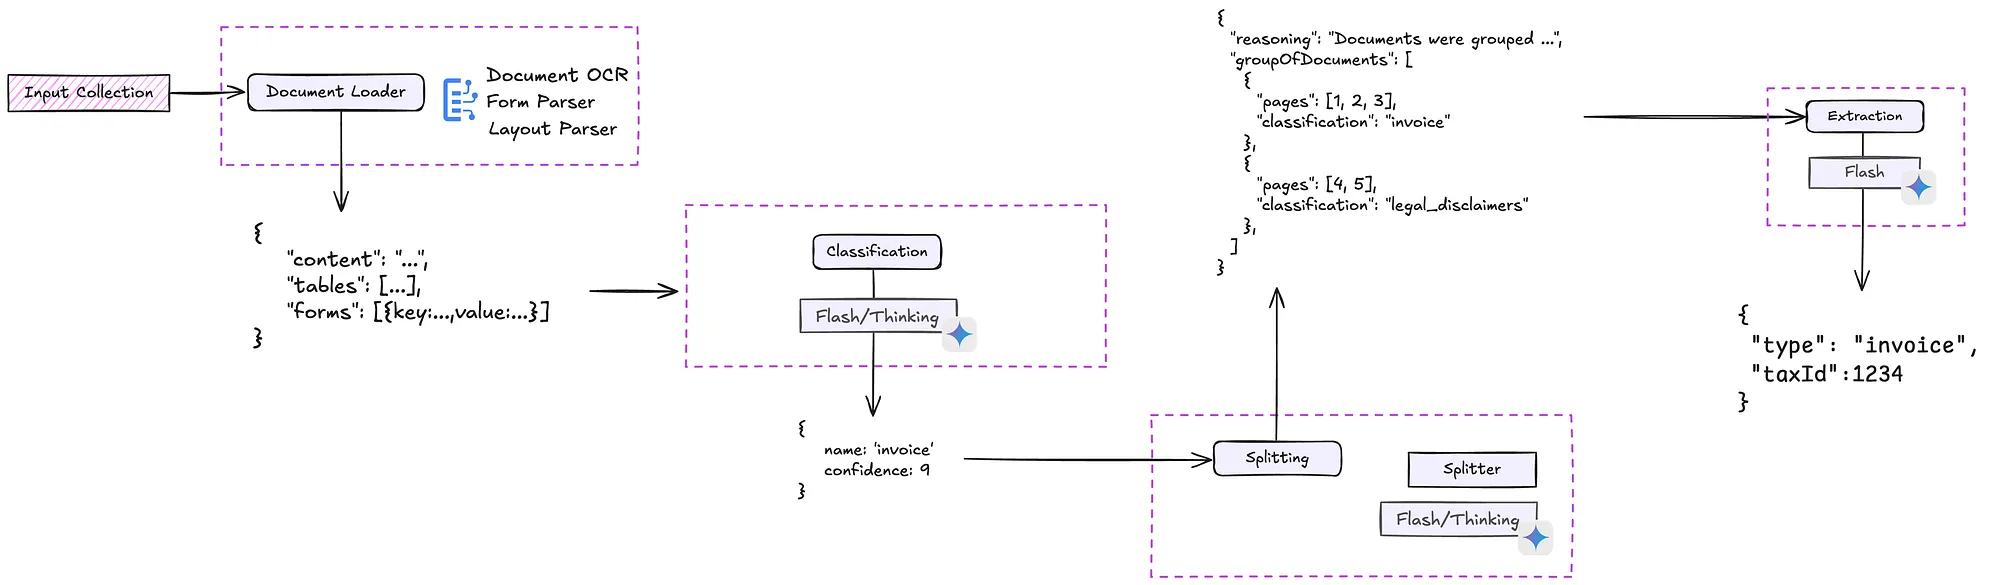 Input Collection
Document Loader
Document OCR
Form Parser
Layout Parser
{
"content": "...",
"tables": [...],
"forms": [{key:...,value:...}]
}
Classification
Flash/Thinking
{
name: 'invoice'
confidence: 9
}
Splitting
Splitter
Flash/Thinking
{
"reasoning": "Documents were grouped ...",
"groupOfDocuments": [
{
"pages": [1, 2, 3],
"classification": "invoice"
},
{
"pages": [4, 5],
"classification": "legal_disclaimers"
},
]
}
Extraction
Flash
{
"type": "invoice",
"taxId":1234
}